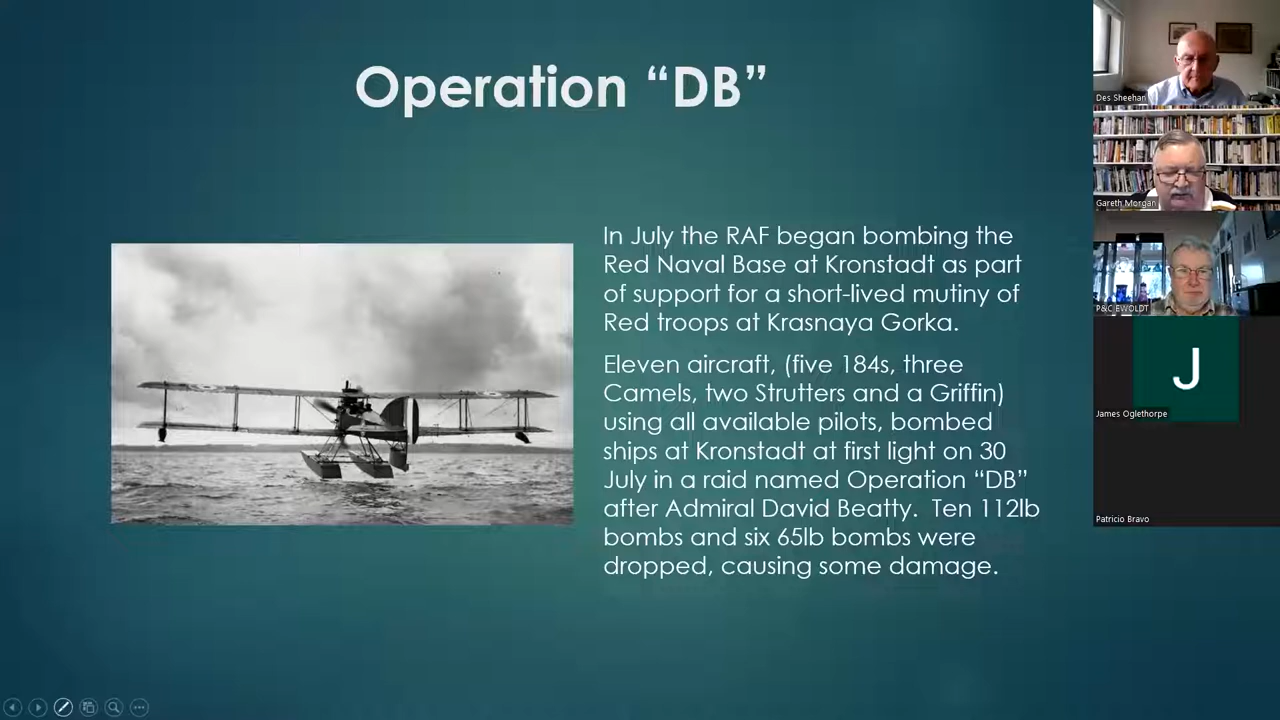 Operation “DB”
In July the RAF began bombing the
Red Naval Base at Kronstadt as part
of support for a short-lived mutiny of
Red troops at Krasnaya Gorka.
Eleven aircraft, (five 184s, three
Camels, two Strutters and a Griffin)
using all available pilots, bombed
ships at Kronstadt at first light on 30
July in a raid named Operation “DB”
after Admiral David Beatty.  Ten 112lb
bombs and six 65lb bombs were
dropped, causing some damage.
Des Sheehan
Gareth Morgan
P&C EWOLDT
J
James Oglethorpe
Patricio Bravo